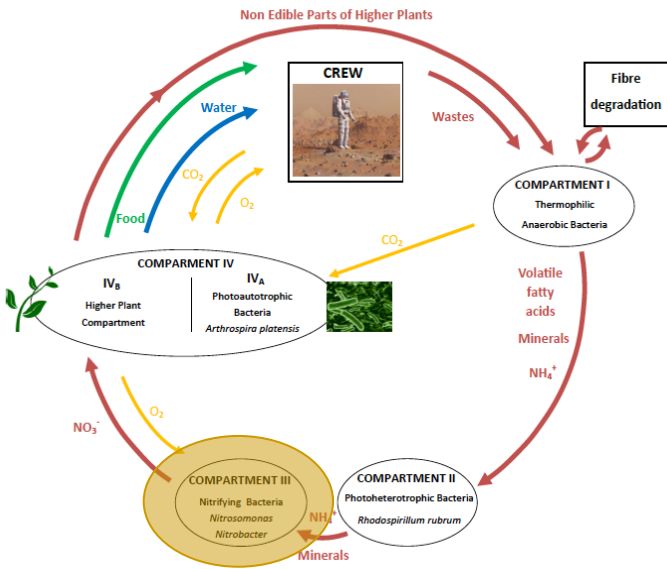 Non Edible Parts of Higher Plants
CREW
Fibre
degradation
Water
Wastes
CO₂
O₂
Food
COMPARTMENT I
Thermophilic
Anaerobic Bacteria
CO₂
COMPARMENT IV
IV_B
Higher Plant
Compartment
IV_A
Photoautotrophic
Bacteria
Arthrospira platensis
Volatile
fatty
acids
Minerals
NH₄⁺
O₂
NO₃⁻
COMPARTMENT III
Nitrifying Bacteria
Nitrosomonas
Nitrobacter
COMPARTMENT II
Photoheterotrophic Bacteria
Rhodospirillum rubrum
NH₄⁺
Minerals